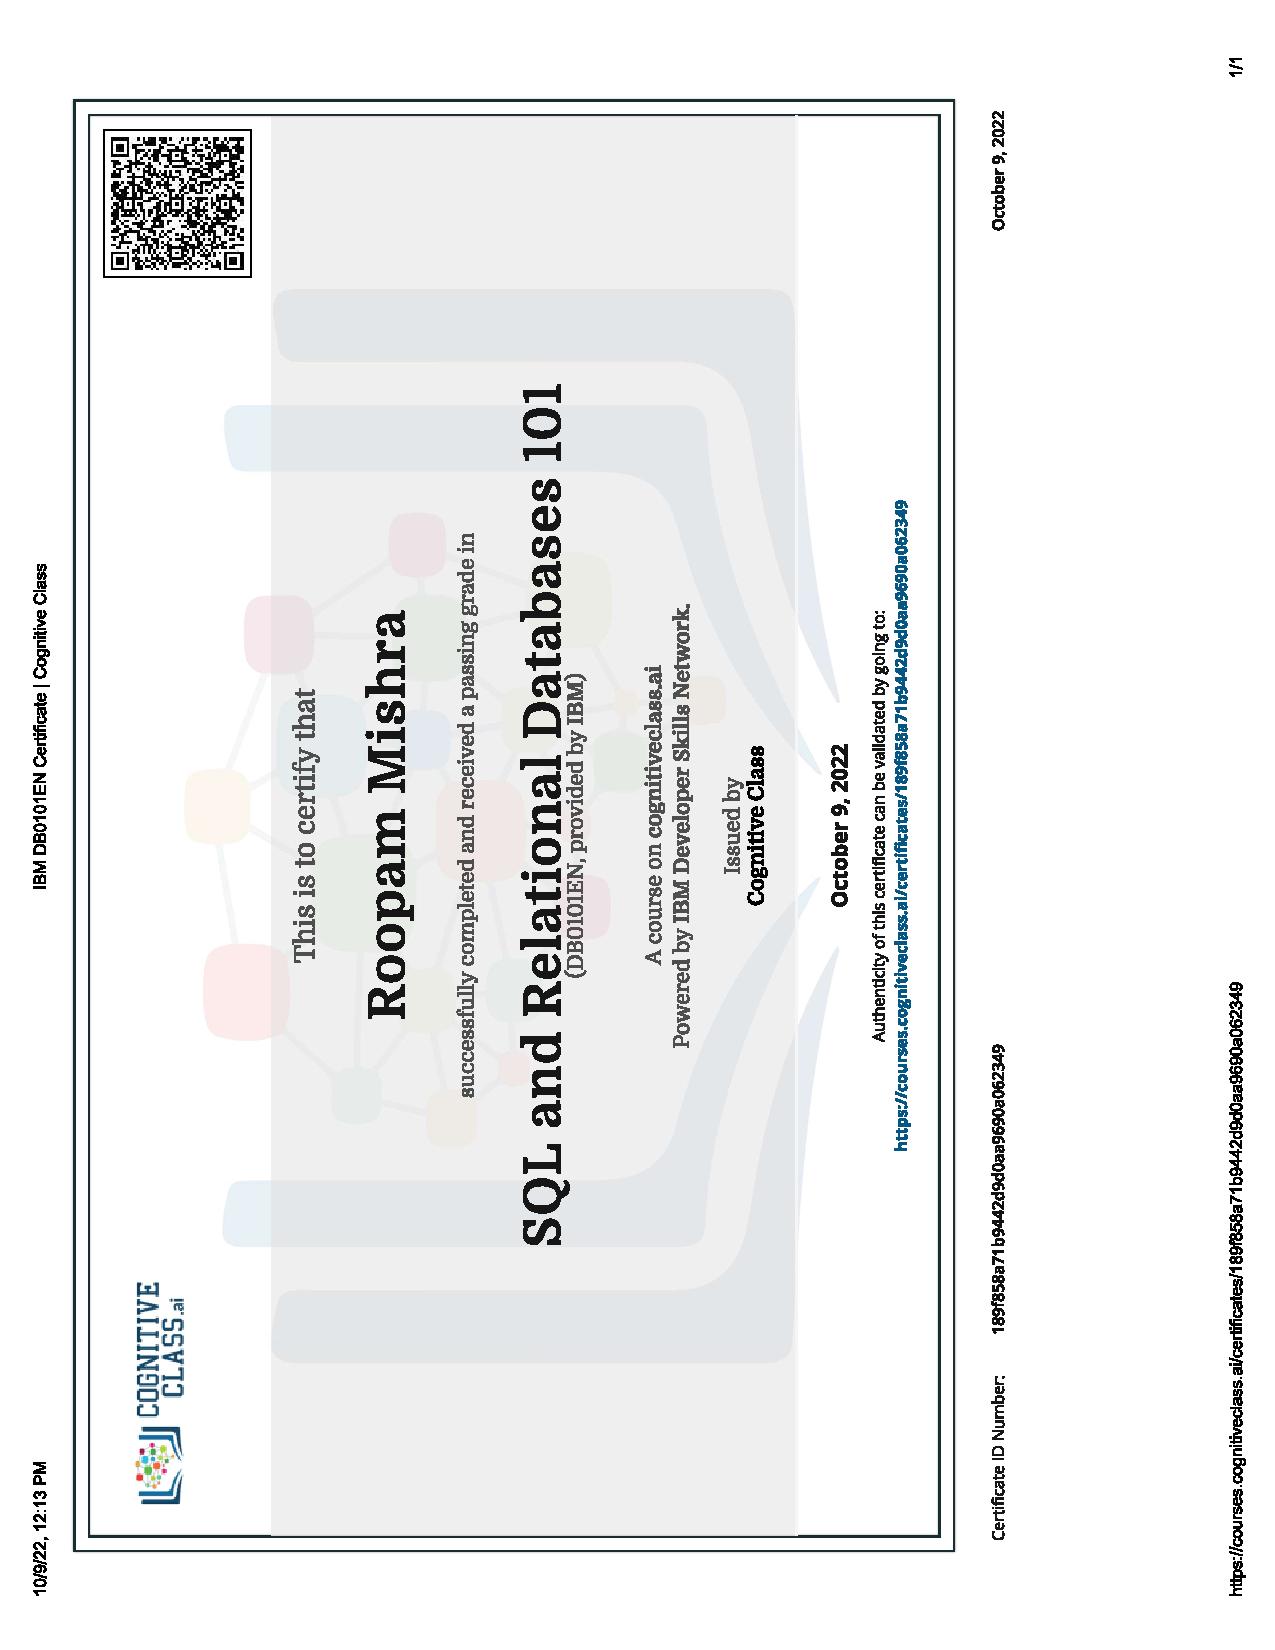 10/9/22, 12:13 PM
IBM DB0101EN Certificate | Cognitive Class
COGNITIVE
CLASS.ai
This is to certify that
Roopam Mishra
successfully completed and received a passing grade in
SQL and Relational Databases 101
(DB0101EN, provided by IBM)
A course on cognitiveclass.ai
Powered by IBM Developer Skills Network.
Issued by
Cognitive Class
October 9, 2022
Authenticity of this certificate can be validated by going to:
https://courses.cognitiveclass.ai/certificates/189f858a71b9442d9d0aa9690a062349
Certificate ID Number: 189f858a71b9442d9d0aa9690a062349
October 9, 2022
https://courses.cognitiveclass.ai/certificates/189f858a71b9442d9d0aa9690a062349
1/1